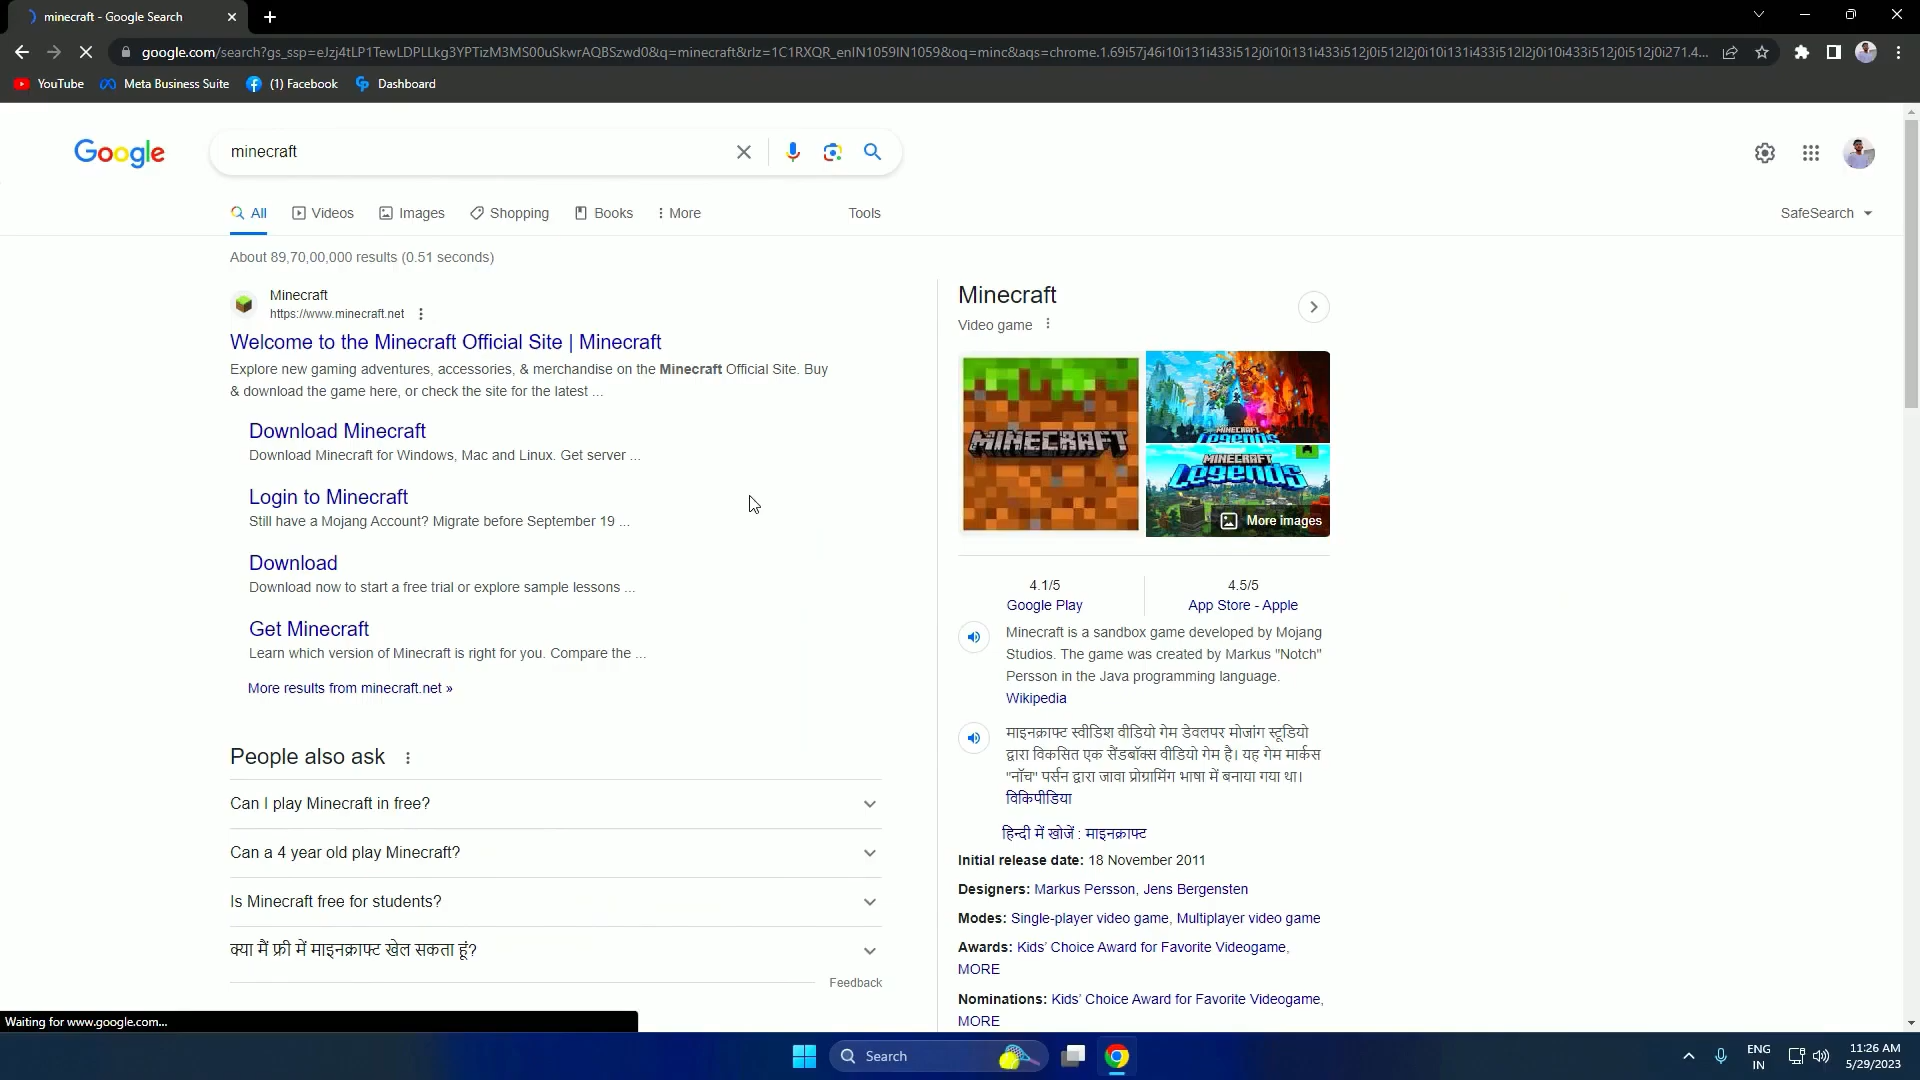 minecraft - Google Search
google.com/search?gs_ssp=eJzj4tLP1TewLDPLLkg3YPTizM3MS00uSkwrAQBSzwd0&q=minecraft&rlz=1C1RXQR_enIN1059IN1059&oq=minc&aqs=chrome.1.69i57j46i10i131i433i512j0i10i131i433i512j0i512l2j0i10i131i433i512l2j0i10i433i512j0i512j0i271.4...
YouTube
Meta Business Suite
(1) Facebook
Dashboard
Google
minecraft
All
Videos
Images
Shopping
Books
More
Tools
SafeSearch
About 89,70,00,000 results (0.51 seconds)
Minecraft
https://www.minecraft.net
Welcome to the Minecraft Official Site | Minecraft
Explore new gaming adventures, accessories, & merchandise on the Minecraft Official Site. Buy
& download the game here, or check the site for the latest ...
Download Minecraft
Download Minecraft for Windows, Mac and Linux. Get server ...
Login to Minecraft
Still have a Mojang Account? Migrate before September 19 ...
Download
Download now to start a free trial or explore sample lessons ...
Get Minecraft
Learn which version of Minecraft is right for you. Compare the ...
More results from minecraft.net »
People also ask
Can I play Minecraft in free?
Can a 4 year old play Minecraft?
Is Minecraft free for students?
क्या मैं फ्री में माइनक्राफ्ट खेल सकता हूं?
Feedback
Minecraft
Video game
MINECRAFT
MINECRAFT
Legends
MINECRAFT
Legends
More images
4.1/5
Google Play
4.5/5
App Store - Apple
Minecraft is a sandbox game developed by Mojang
Studios. The game was created by Markus "Notch"
Persson in the Java programming language.
Wikipedia
माइनक्राफ्ट स्वीडिश वीडियो गेम डेवलपर मोजांग स्टूडियो
द्वारा विकसित एक सैंडबॉक्स वीडियो गेम है। यह गेम मार्कस
"नॉच" पर्सन द्वारा जावा प्रोग्रामिंग भाषा में बनाया गया था।
विकिपीडिया
हिन्दी में खोजें : माइनक्राफ्ट
Initial release date: 18 November 2011
Designers: Markus Persson, Jens Bergensten
Modes: Single-player video game, Multiplayer video game
Awards: Kids' Choice Award for Favorite Videogame,
MORE
Nominations: Kids' Choice Award for Favorite Videogame,
MORE
Waiting for www.google.com...
Search
ENG
IN
11:26 AM
5/29/2023